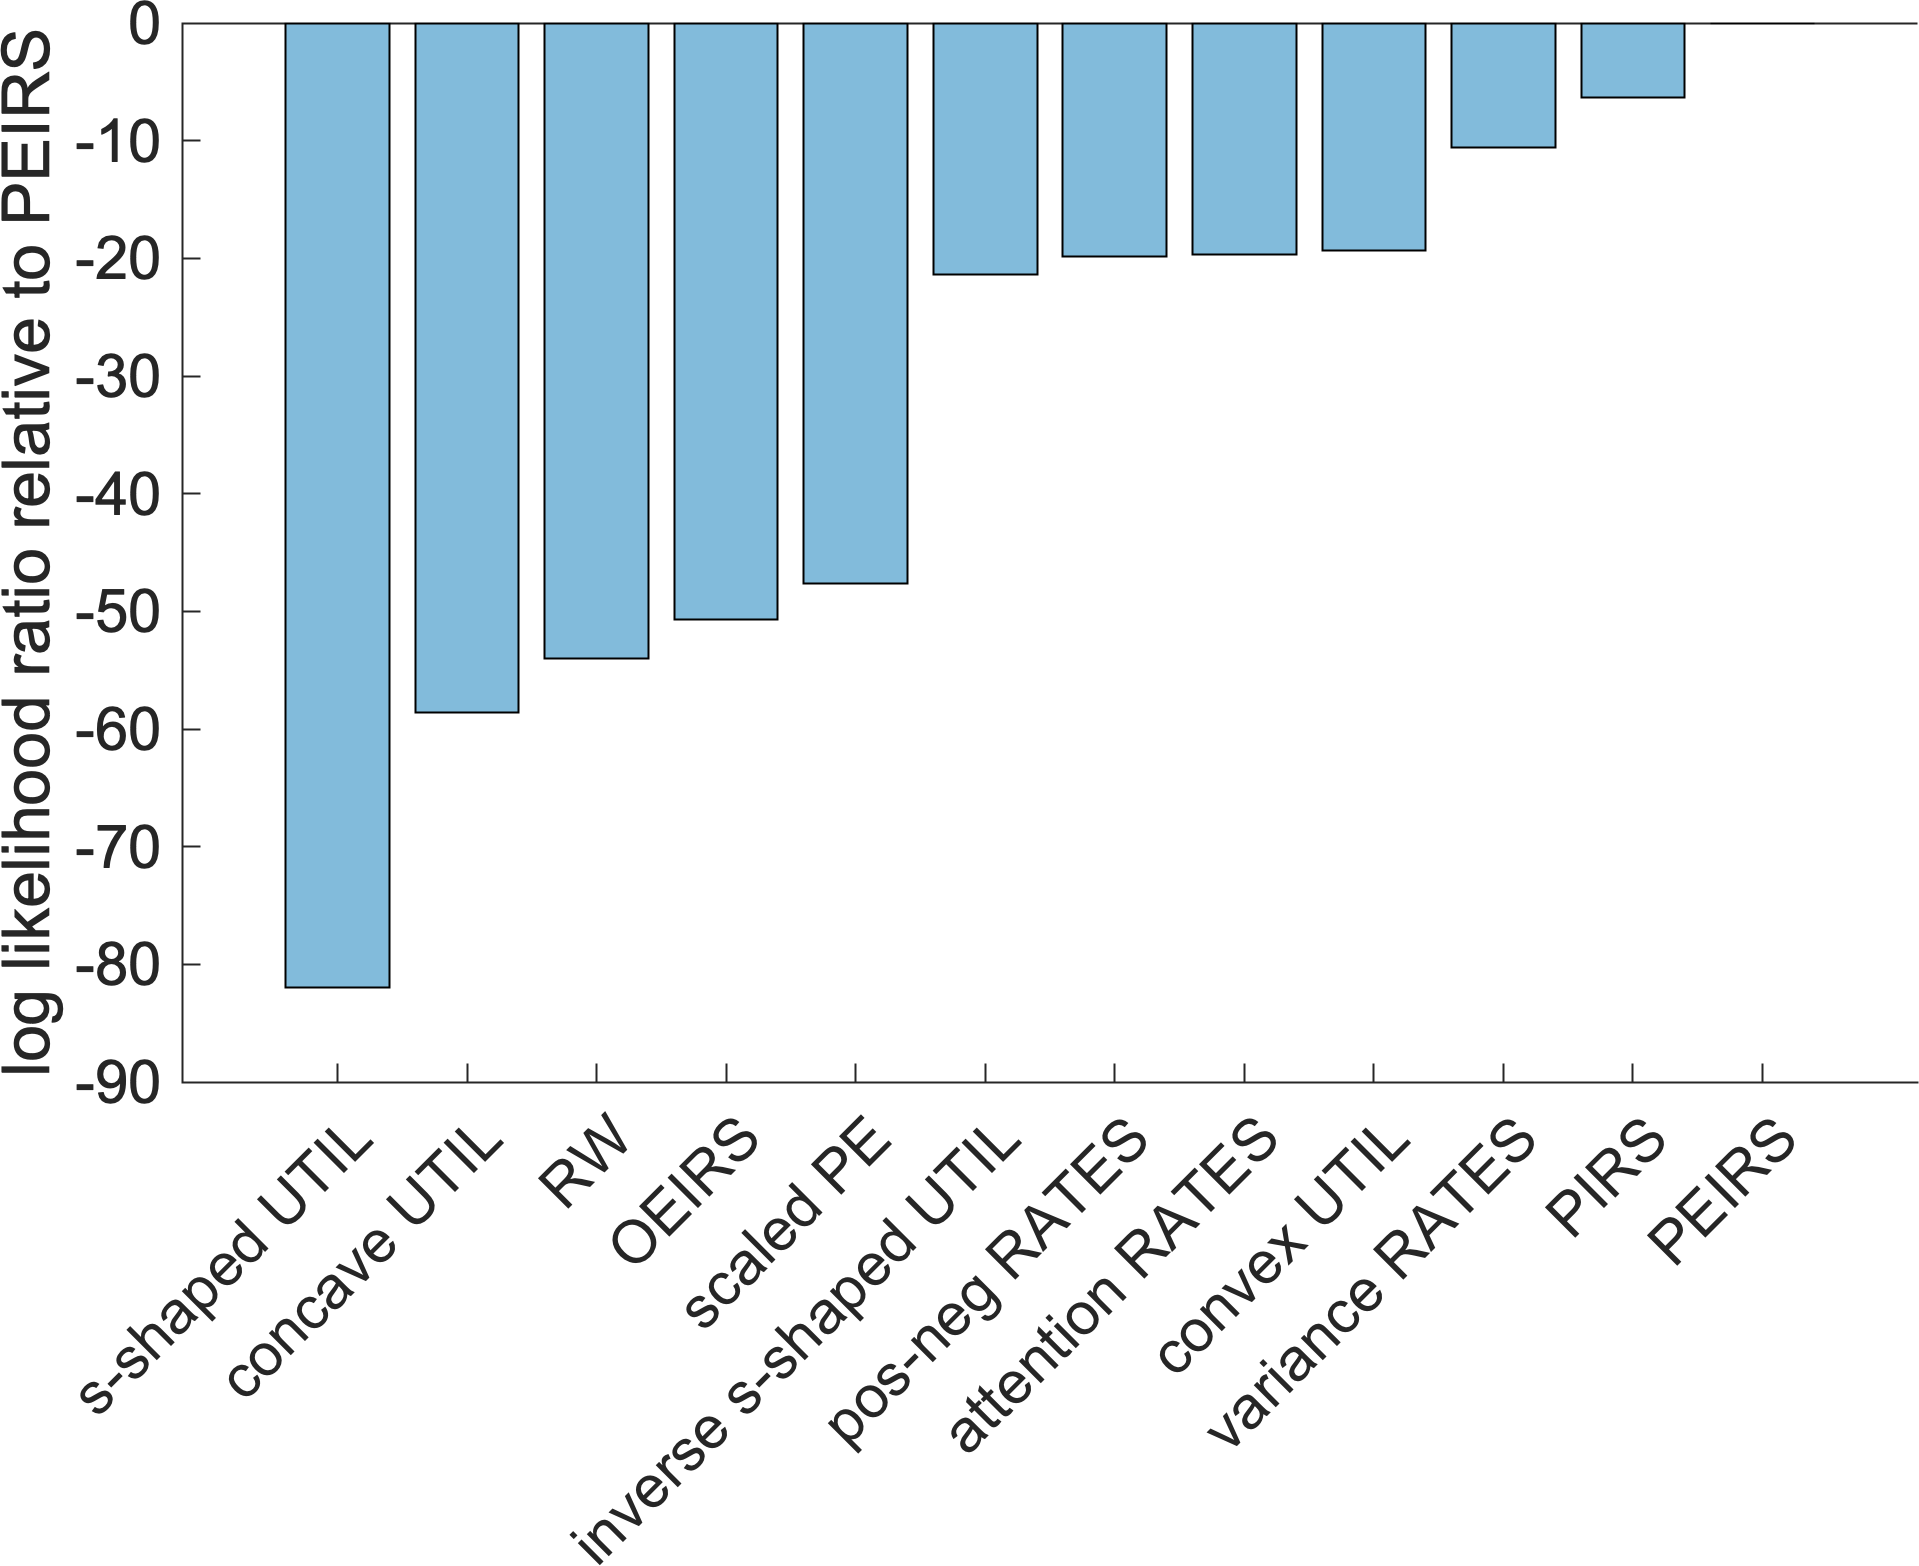 log likelihood ratio relative to PEIRS
0
-10
-20
-30
-40
-50
-60
-70
-80
-90
s-shaped UTIL
concave UTIL
RW
OEIRS
scaled PE
inverse s-shaped UTIL
pos-neg RATES
attention RATES
convex UTIL
variance RATES
PIRS
PEIRS